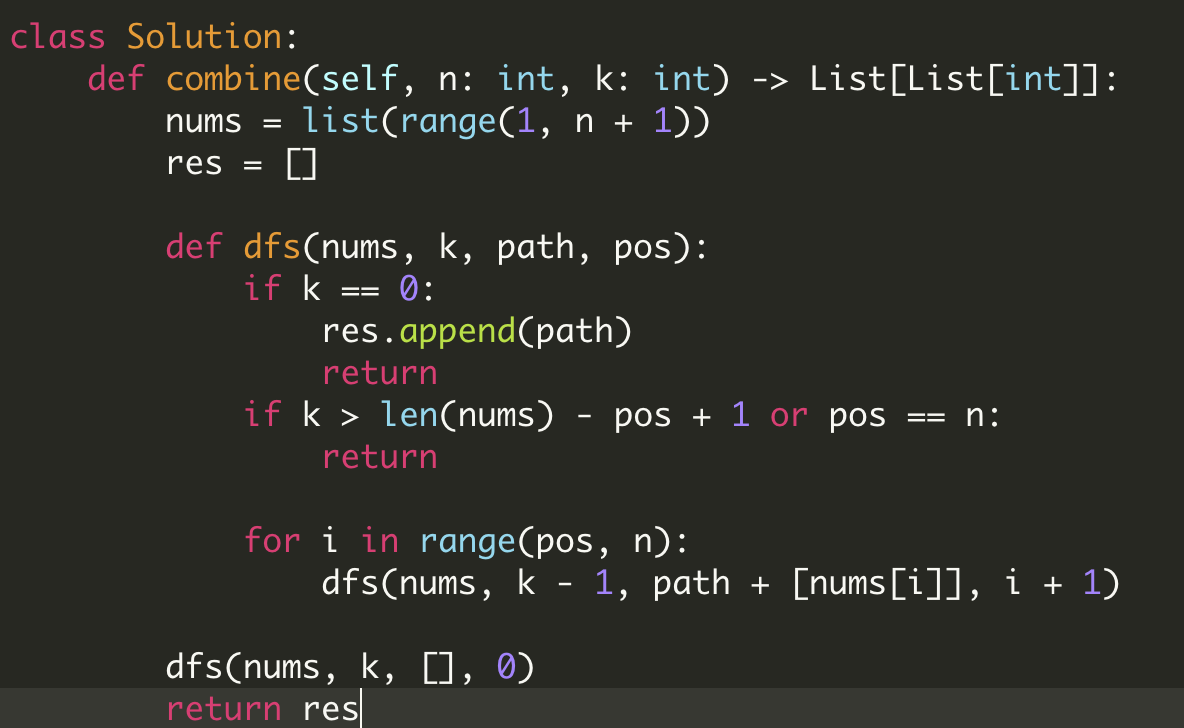 class Solution:
    def combine(self, n: int, k: int) -> List[List[int]]:
        nums = list(range(1, n + 1))
        res = []

        def dfs(nums, k, path, pos):
            if k == 0:
                res.append(path)
                return
            if k > len(nums) - pos + 1 or pos == n:
                return

            for i in range(pos, n):
                dfs(nums, k - 1, path + [nums[i]], i + 1)

        dfs(nums, k, [], 0)
        return res